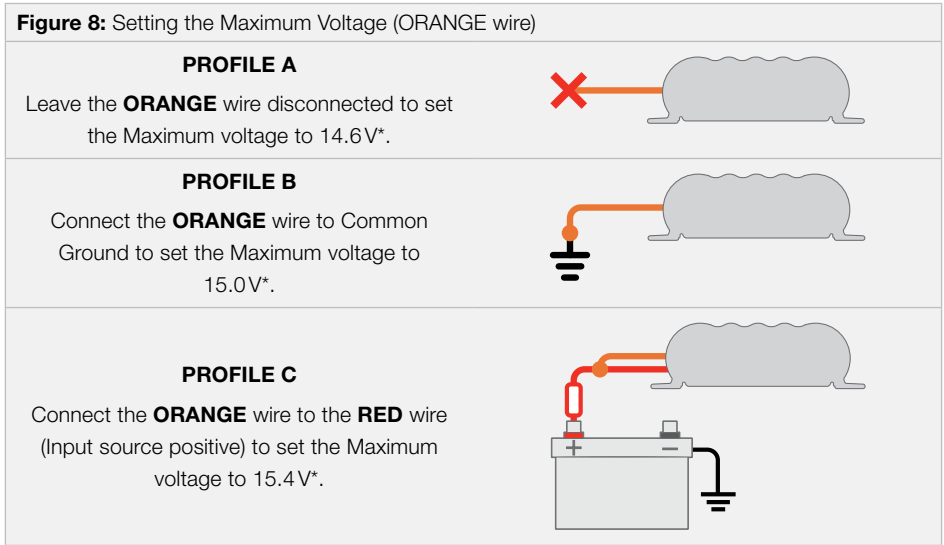 Figure 8: Setting the Maximum Voltage (ORANGE wire)
PROFILE A
Leave the ORANGE wire disconnected to set
the Maximum voltage to 14.6V*.
PROFILE B
Connect the ORANGE wire to Common
Ground to set the Maximum voltage to
15.0V*.
PROFILE C
Connect the ORANGE wire to the RED wire
(Input source positive) to set the Maximum
voltage to 15.4V*.
+ −